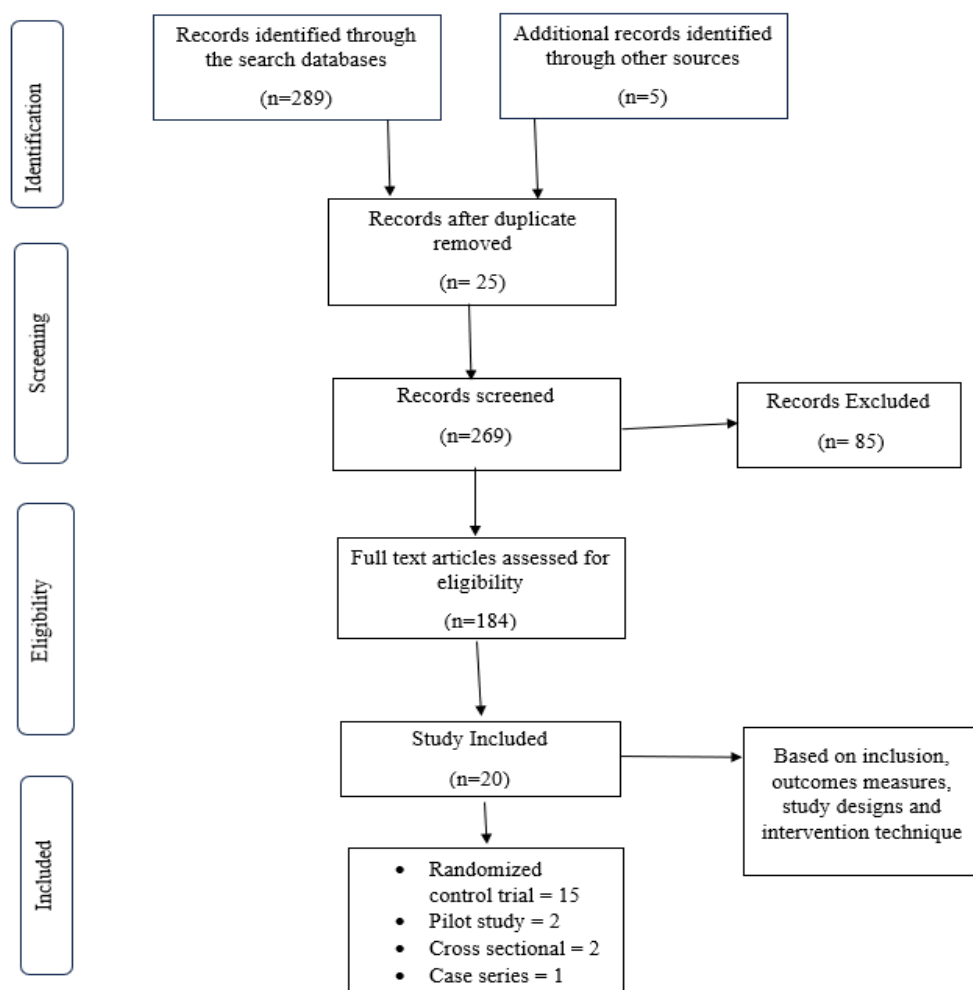 Identification
Records identified through
the search databases
(n=289)
Additional records identified
through other sources
(n=5)
Records after duplicate
removed
(n= 25)
Screening
Records screened
(n=269)
Records Excluded
(n= 85)
Eligibility
Full text articles assessed for
eligibility
(n=184)
Study Included
(n=20)
Based on inclusion,
outcomes measures,
study designs and
intervention technique
Included
• Randomized
control trial = 15
• Pilot study = 2
• Cross sectional = 2
• Case series = 1